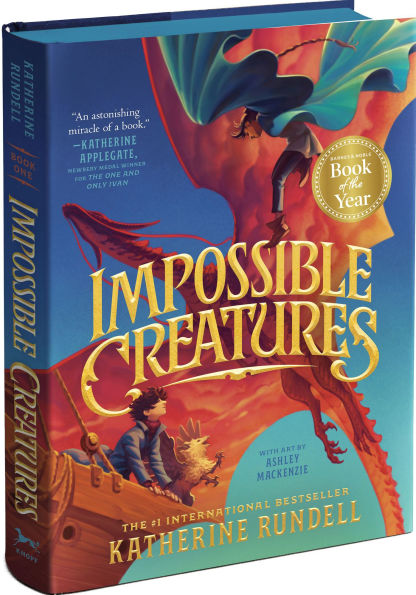 KATHERINE
RUNDELL
BOOK ONE
IMPOSSIBLE
CREATURES
KNOPF
"An astonishing
miracle of a book."
—KATHERINE
APPLEGATE,
NEWBERY MEDAL WINNER
FOR THE ONE AND
ONLY IVAN
BARNES & NOBLE
Book
of the
Year
IMPOSSIBLE
CREATURES
WITH ART BY
ASHLEY
MACKENZIE
THE #1 INTERNATIONAL BESTSELLER
KATHERINE RUNDELL